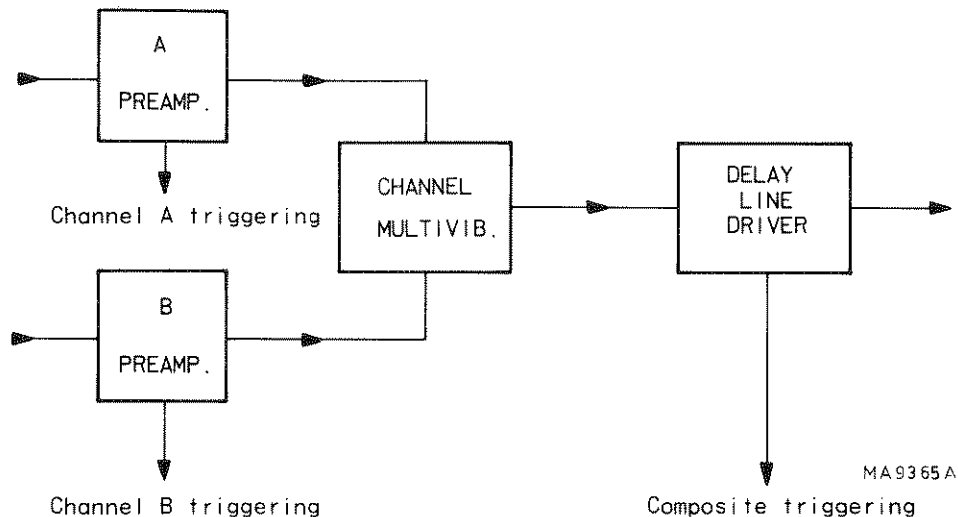 A
PREAMP.
Channel A triggering
CHANNEL
MULTIVIB.
DELAY
LINE
DRIVER
B
PREAMP.
Channel B triggering
Composite triggering
MA9365A